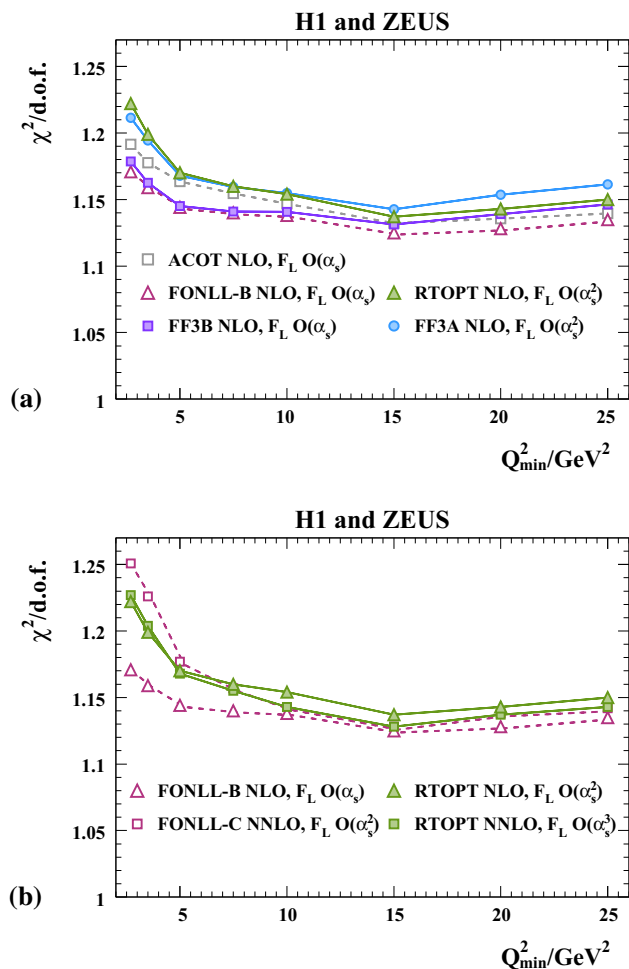 H1 and ZEUS
χ²/d.o.f.
1.25
1.2
1.15
1.1
1.05
1
ACOT NLO, F_L O(α_s)
FONLL-B NLO, F_L O(α_s) RTOPT NLO, F_L O(α_s²)
FF3B NLO, F_L O(α_s) FF3A NLO, F_L O(α_s²)
(a)
5 10 15 20 25
Q²_min/GeV²
H1 and ZEUS
χ²/d.o.f.
1.25
1.2
1.15
1.1
1.05
1
FONLL-B NLO, F_L O(α_s) RTOPT NLO, F_L O(α_s²)
FONLL-C NNLO, F_L O(α_s²) RTOPT NNLO, F_L O(α_s³)
(b)
5 10 15 20 25
Q²_min/GeV²